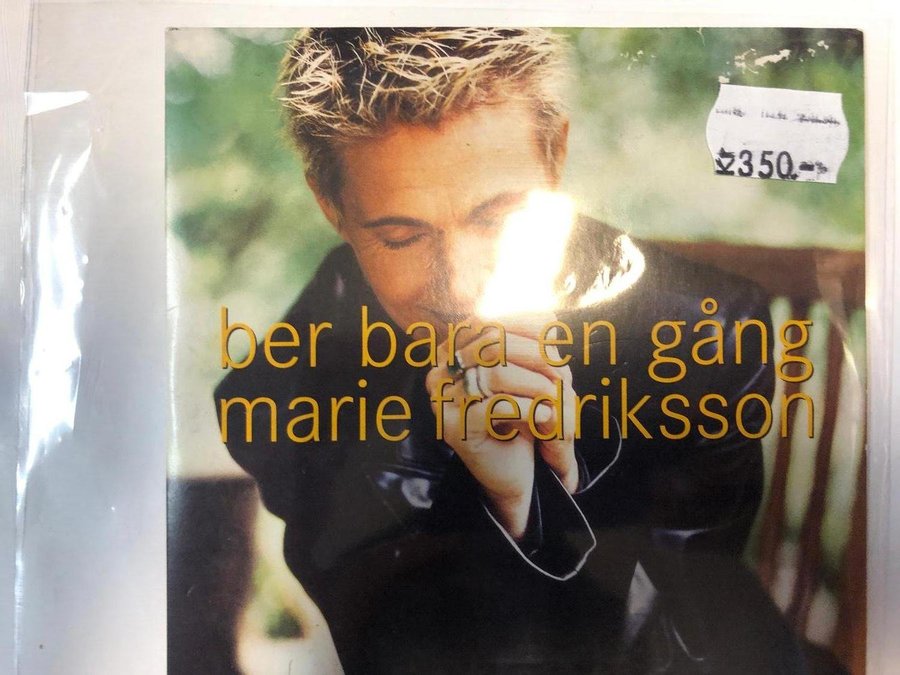 350.-
ber bara en gång
marie fredriksson